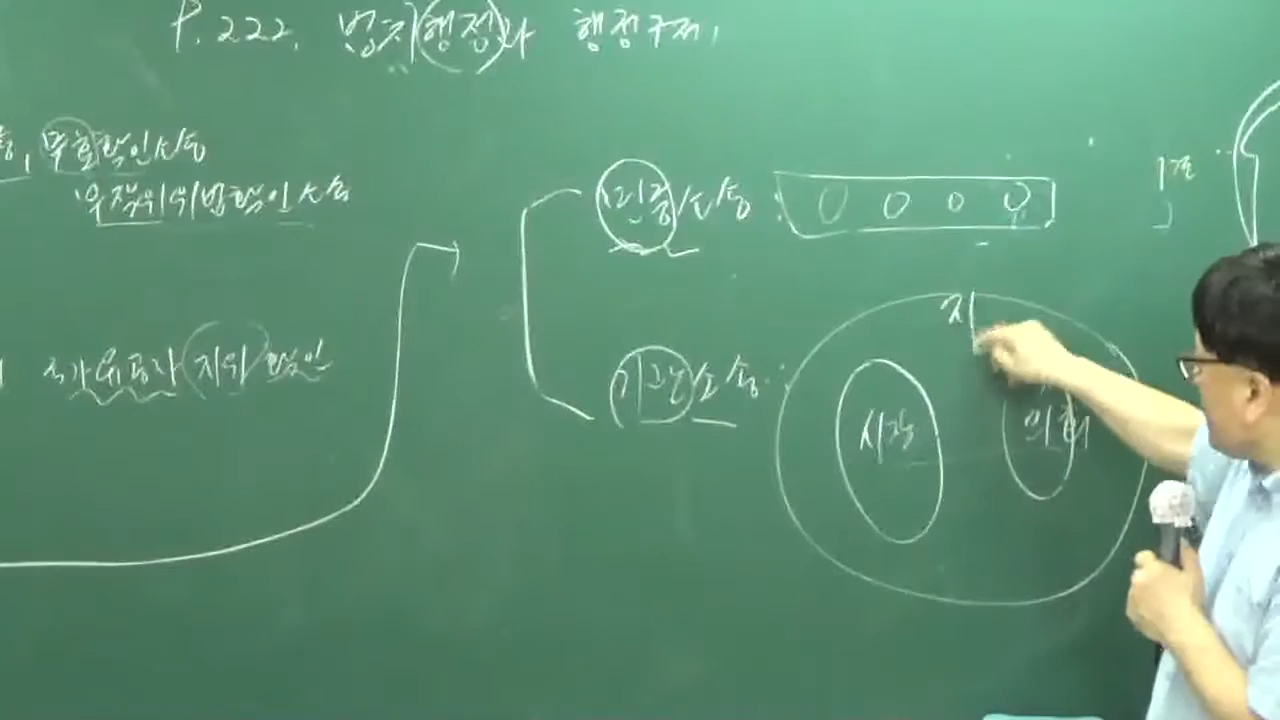 P.222. 법치행정과 행정구제.
무효확인소송
부작위위법확인소송
국가유공자 지위 확인
민중소송 :
기관소송 :
지
시장
의회